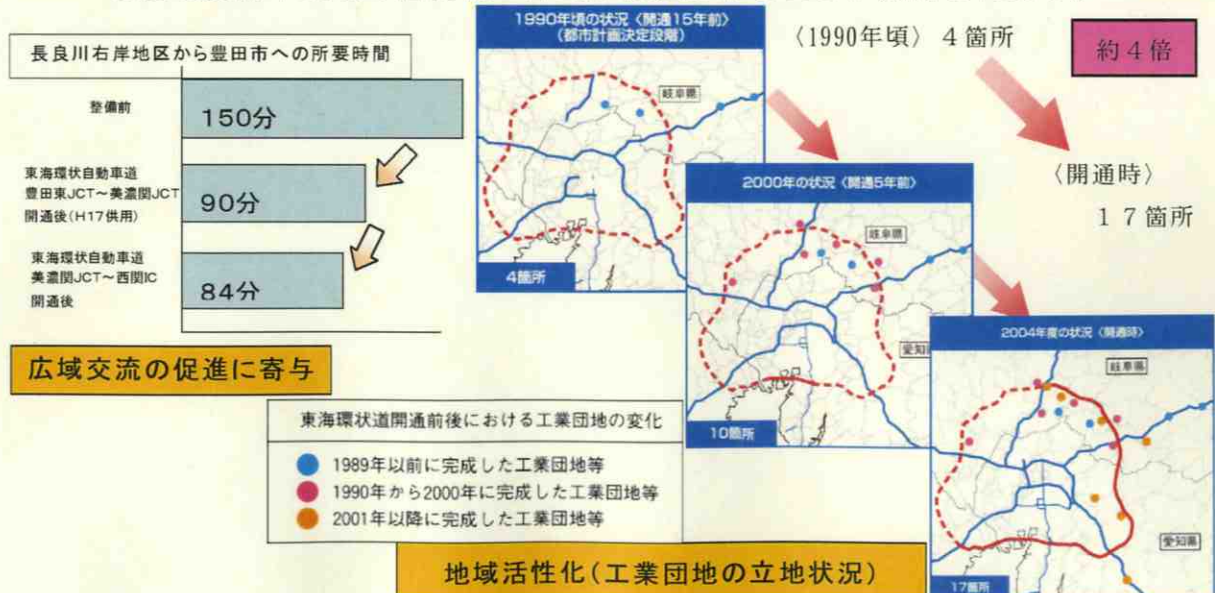 長良川右岸地区から豊田市への所要時間
整備前
150分
東海環状自動車道
豊田東JCT～美濃関JCT
開通後(H17供用)
90分
東海環状自動車道
美濃関JCT～西関IC
開通後
84分
広域交流の促進に寄与
1990年頃の状況〈開通15年前〉
(都市計画決定段階)
岐阜県
4箇所
〈1990年頃〉４箇所
約４倍
2000年の状況〈開通5年前〉
岐阜県
愛知県
10箇所
〈開通時〉
１７箇所
2004年度の状況〈開通時〉
岐阜県
愛知県
17箇所
東海環状道開通前後における工業団地の変化
1989年以前に完成した工業団地等
1990年から2000年に完成した工業団地等
2001年以降に完成した工業団地等
地域活性化(工業団地の立地状況)